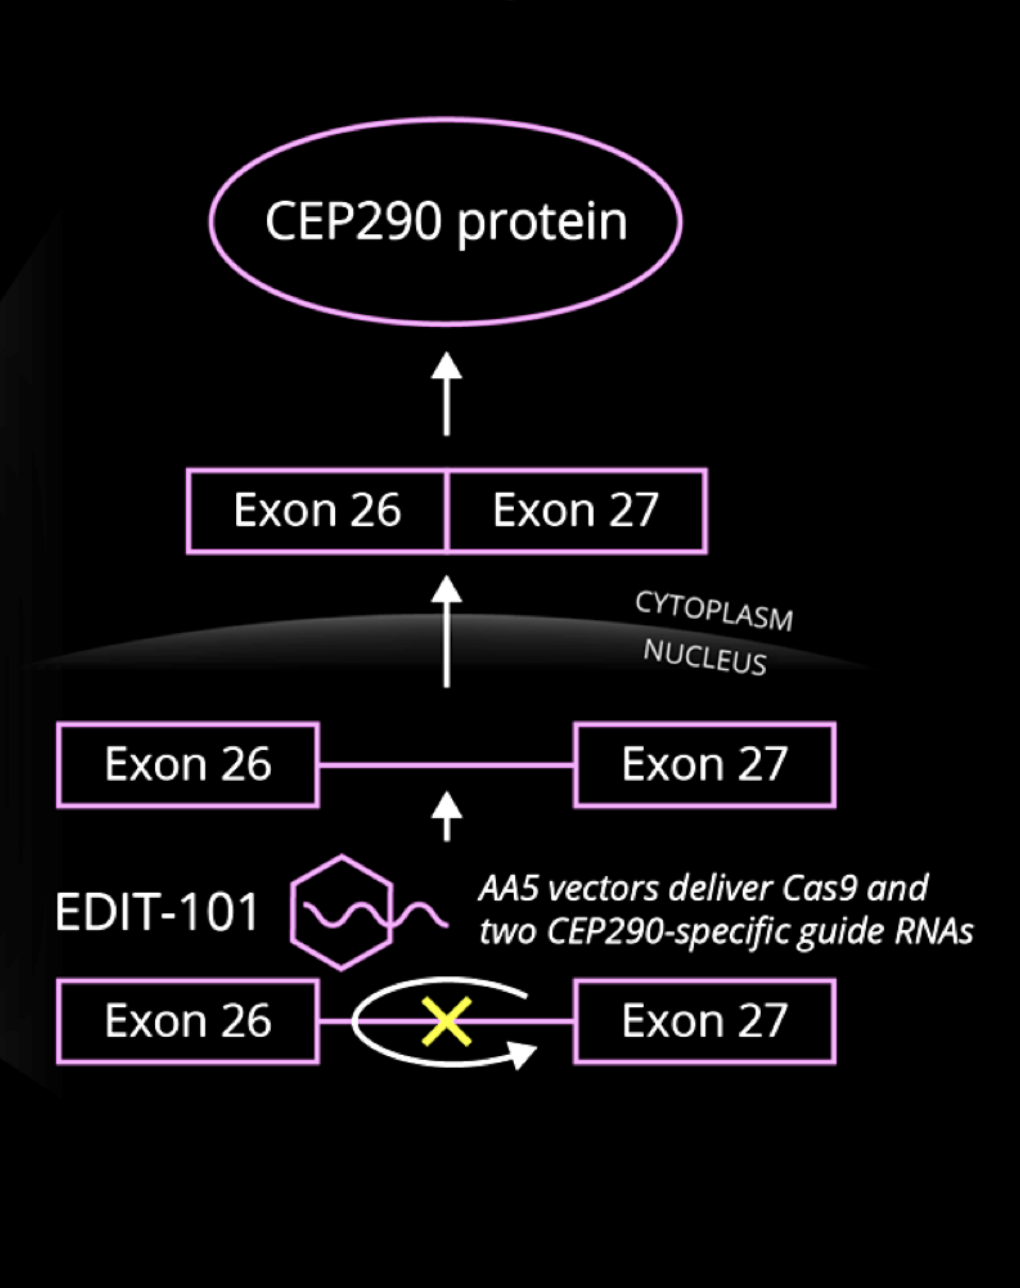 CEP290 protein
Exon 26
Exon 27
CYTOPLASM
NUCLEUS
Exon 26
Exon 27
EDIT-101
AA5 vectors deliver Cas9 and
two CEP290-specific guide RNAs
Exon 26
Exon 27